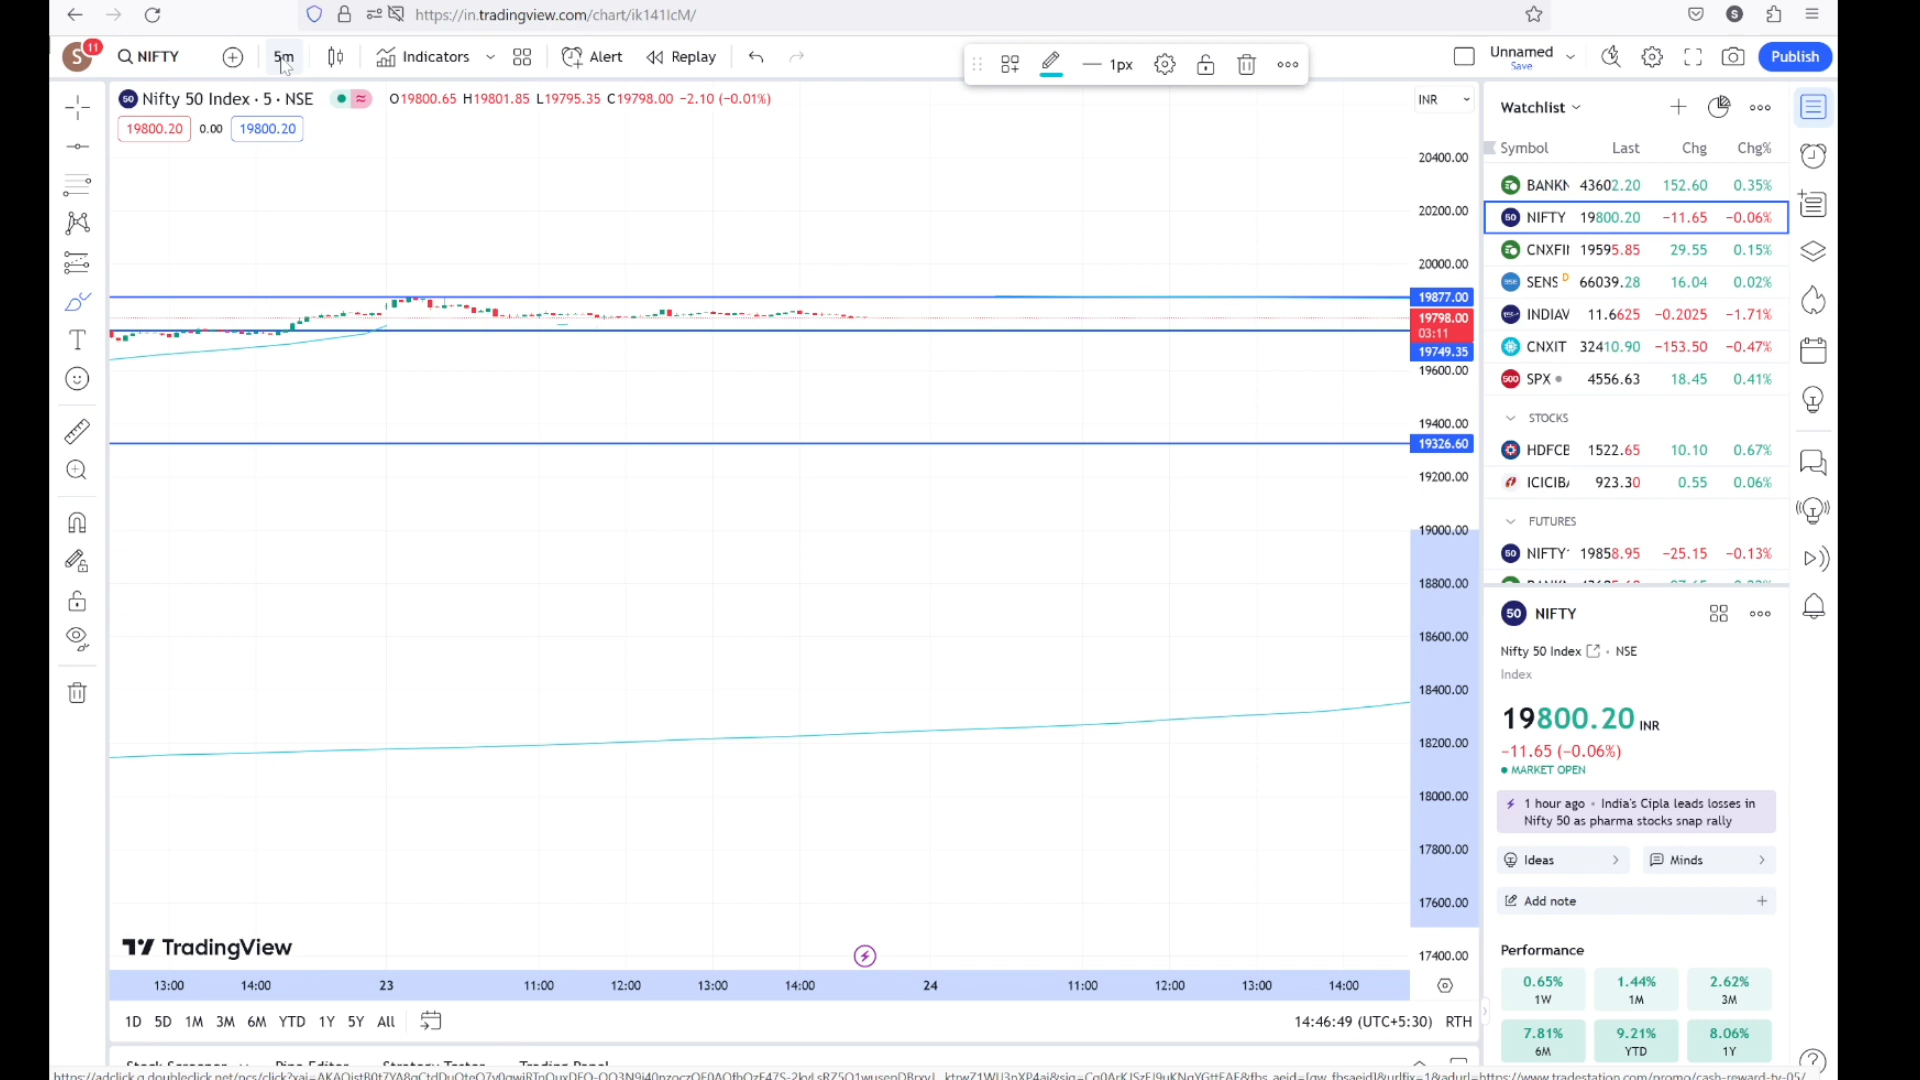 https://in.tradingview.com/chart/ik141IcM/
S
S 11
NIFTY
5m
Indicators
Alert
Replay
1px
Unnamed
Save
Publish
50 Nifty 50 Index · 5 · NSE
O19800.65 H19801.85 L19795.35 C19798.00 −2.10 (−0.01%)
INR
19800.20 0.00 19800.20
20400.00
20200.00
20000.00
19877.00
19798.00
03:11
19749.35
19600.00
19400.00
19326.60
19200.00
19000.00
18800.00
18600.00
18400.00
18200.00
18000.00
17800.00
17600.00
17400.00
TradingView
13:00 14:00 23 11:00 12:00 13:00 14:00 24 11:00 12:00 13:00 14:00
1D 5D 1M 3M 6M YTD 1Y 5Y All
14:46:49 (UTC+5:30) RTH
Watchlist
Symbol Last Chg Chg%
BANKN 43602.20 152.60 0.35%
50 NIFTY 19800.20 −11.65 −0.06%
CNXFII 19595.85 29.55 0.15%
SENS D 66039.28 16.04 0.02%
INDIAV 11.6625 −0.2025 −1.71%
CNXIT 32410.90 −153.50 −0.47%
500 SPX 4556.63 18.45 0.41%
STOCKS
HDFCB 1522.65 10.10 0.67%
ICICIB 923.30 0.55 0.06%
FUTURES
50 NIFTY 19858.95 −25.15 −0.13%
50 NIFTY
Nifty 50 Index · NSE
Index
19800.20 INR
−11.65 (−0.06%)
MARKET OPEN
1 hour ago · India's Cipla leads losses in
Nifty 50 as pharma stocks snap rally
Ideas
Minds
Add note
Performance
0.65% 1.44% 2.62%
1W 1M 3M
7.81% 9.21% 8.06%
6M YTD 1Y